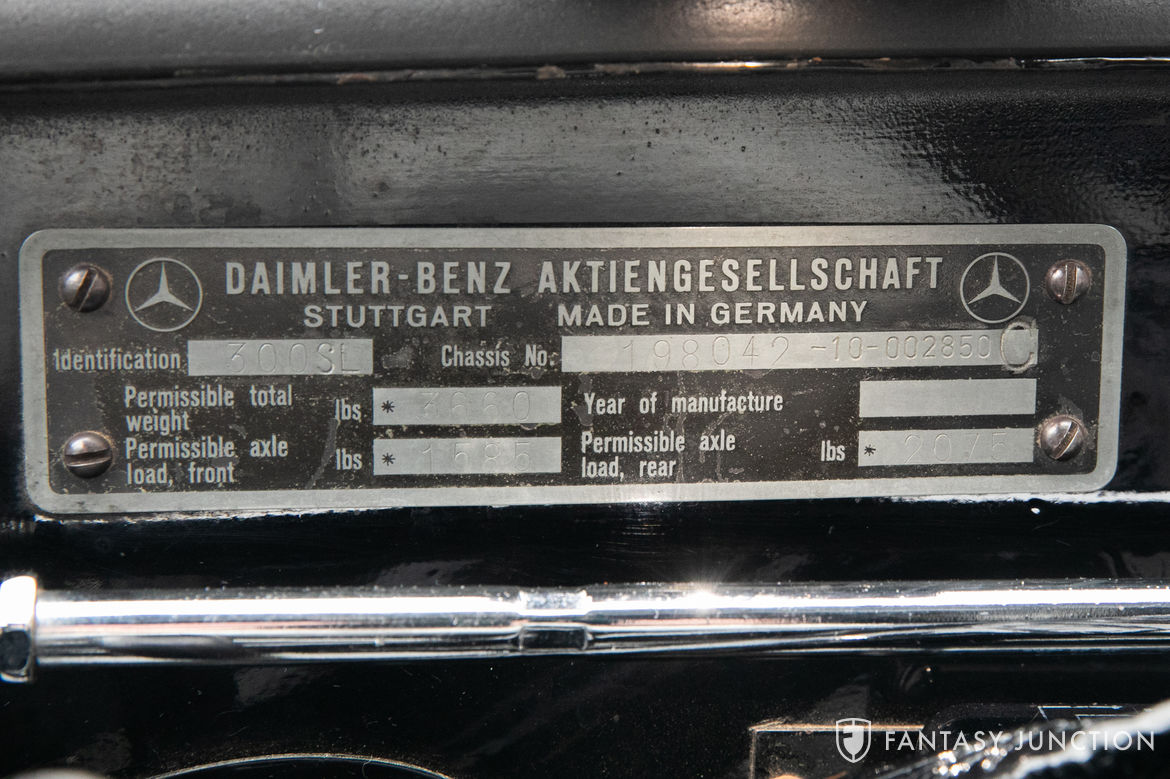 DAIMLER-BENZ AKTIENGESELLSCHAFT
STUTTGART MADE IN GERMANY
Identification 300SL Chassis No: 198042 -10-002850 C
Permissible total weight lbs * 3660 Year of manufacture
Permissible axle load, front lbs * 1585 Permissible axle load, rear lbs * 2075
FANTASY JUNCTION